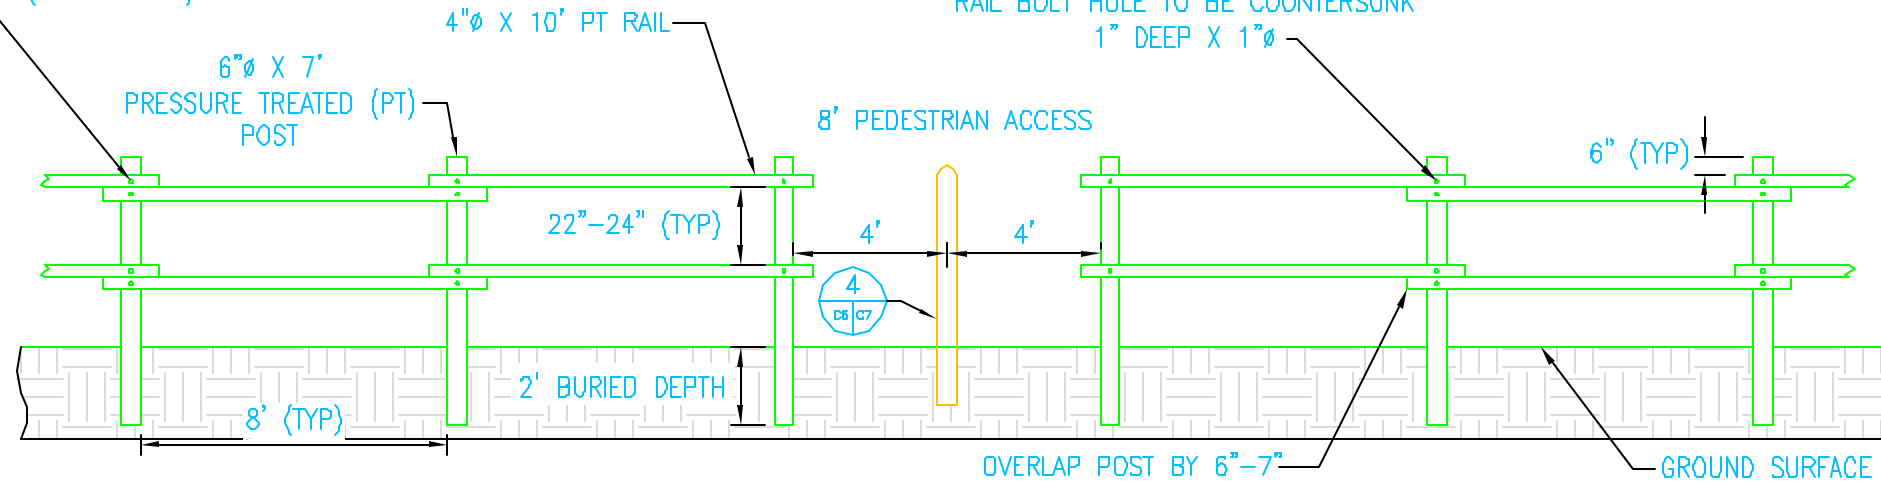 RAIL BOLT HOLE TO BE COUNTERSUNK
1" DEEP X 1"ø
4"ø X 10' PT RAIL
6"ø X 7'
PRESSURE TREATED (PT)
POST
8' PEDESTRIAN ACCESS
6" (TYP)
22"-24" (TYP)
4'
4'
4
C7
2' BURIED DEPTH
8' (TYP)
OVERLAP POST BY 6"-7"
GROUND SURFACE